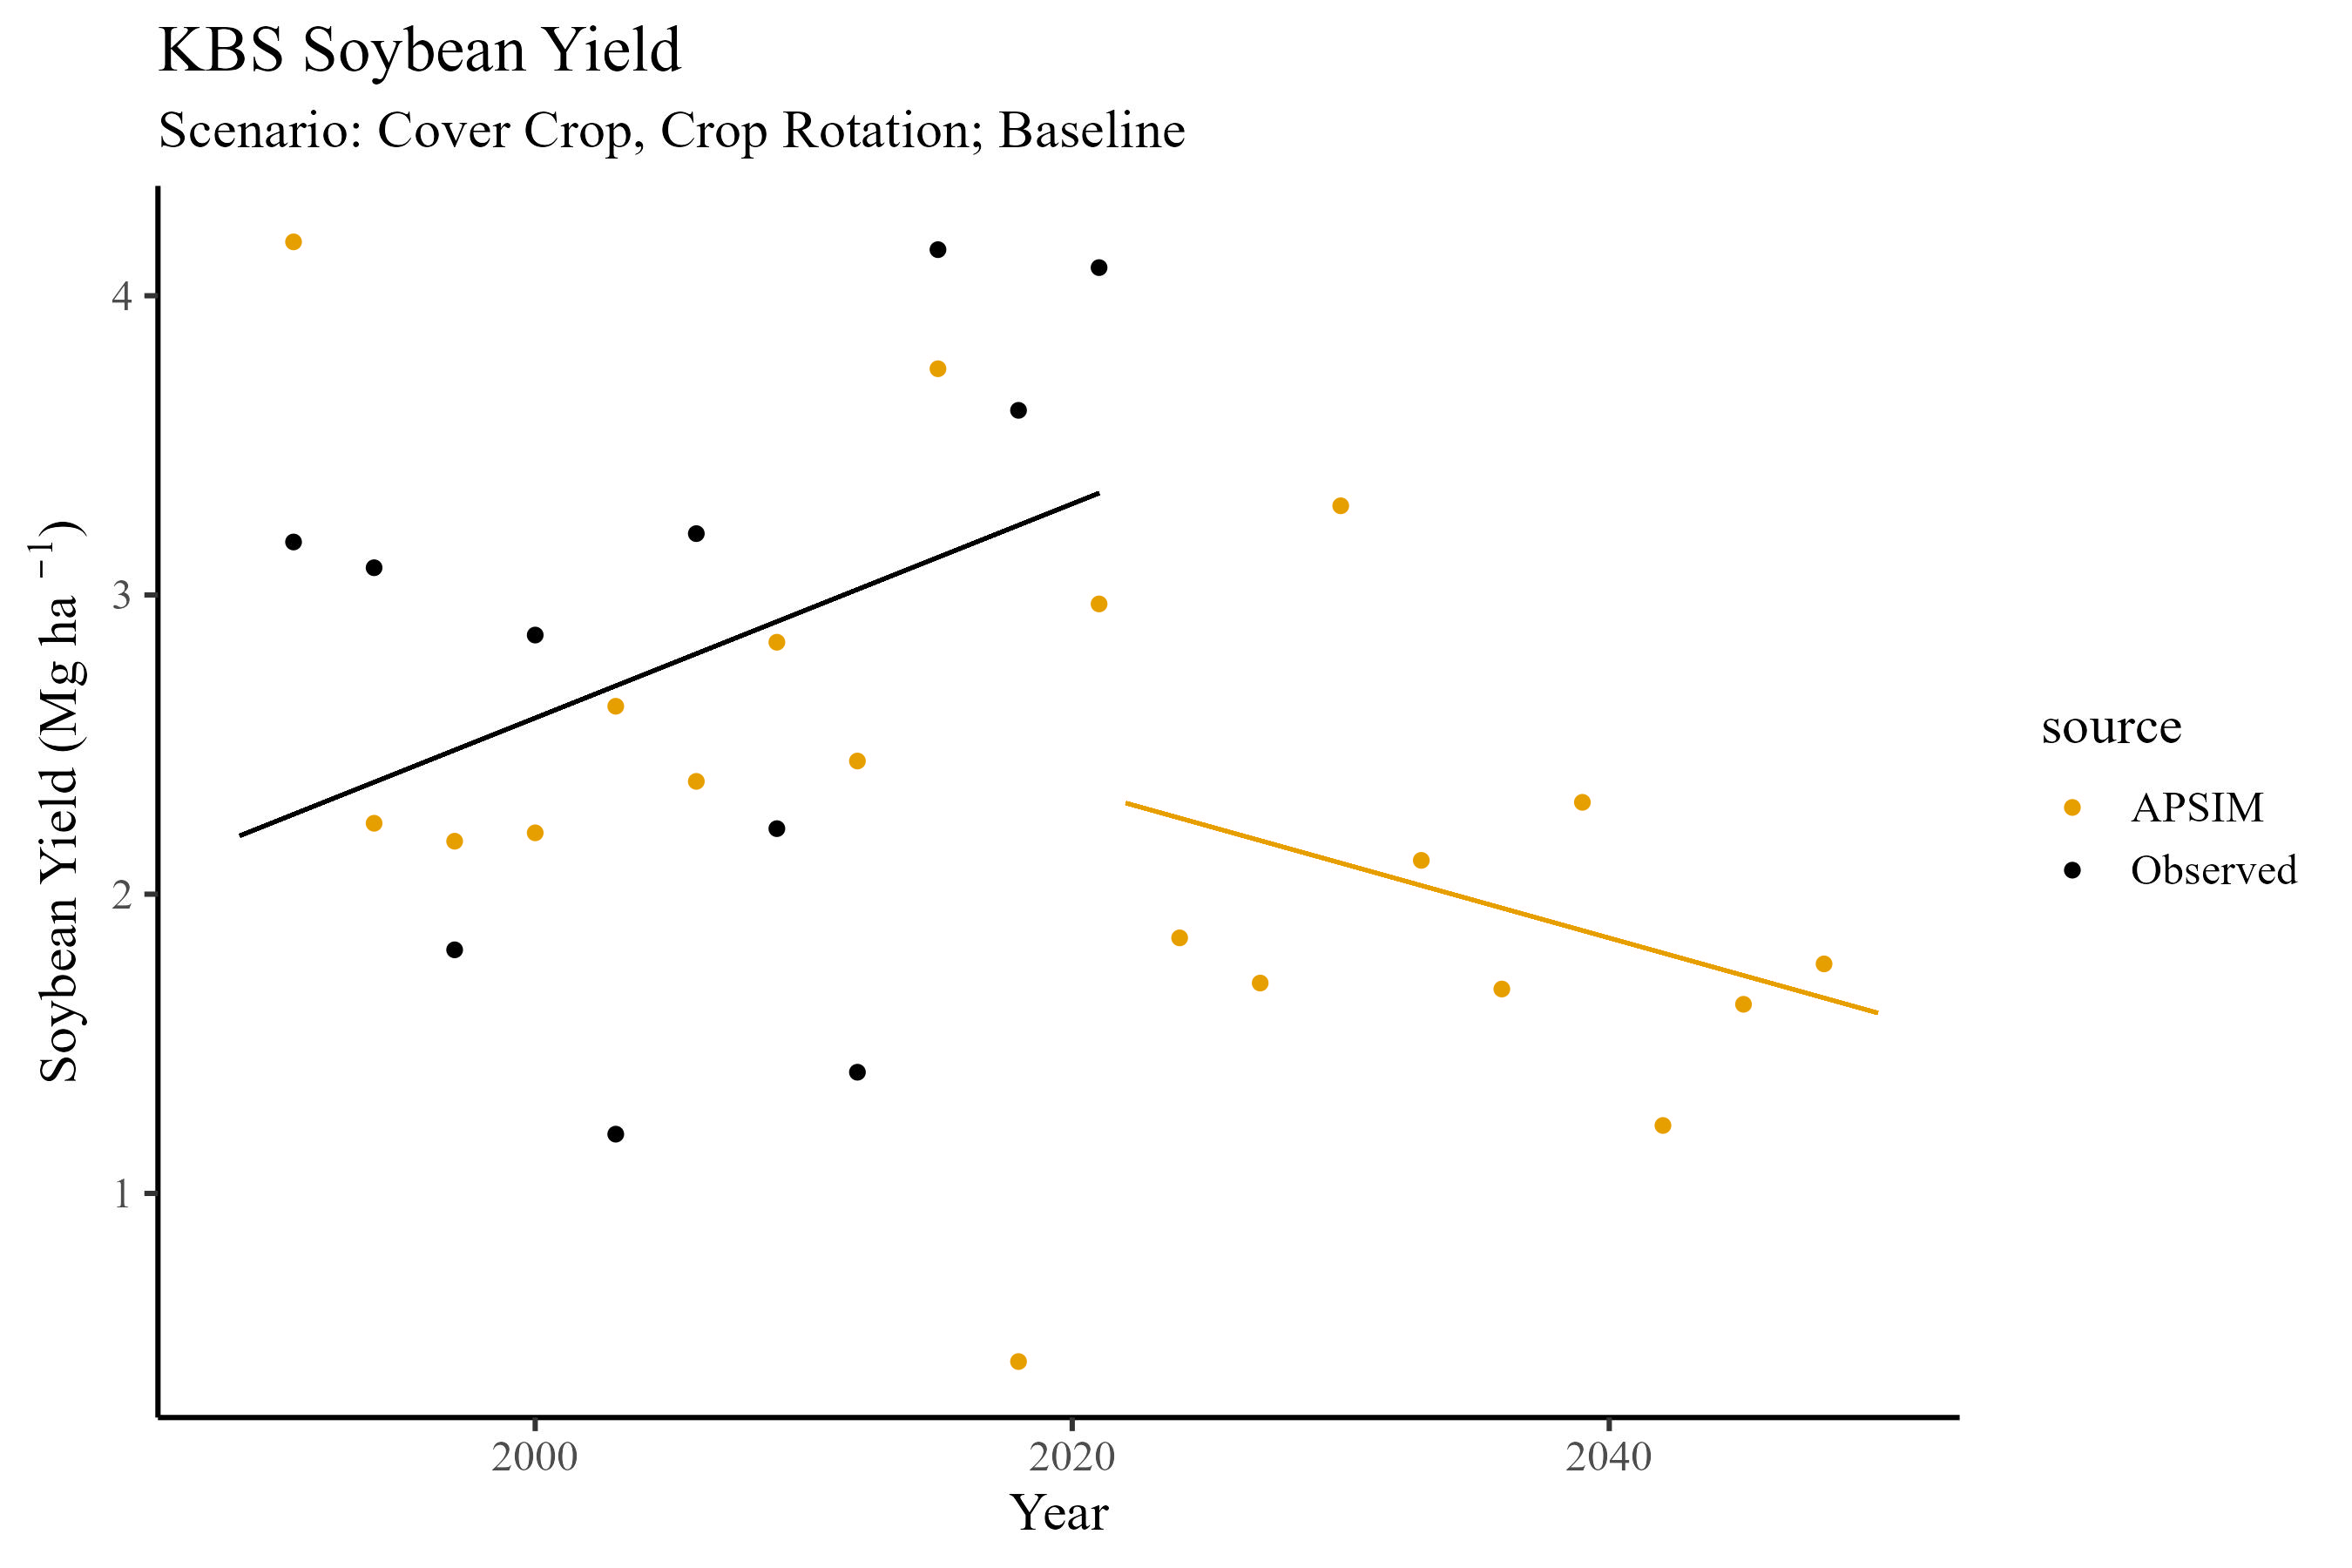 KBS Soybean Yield
Scenario: Cover Crop, Crop Rotation; Baseline
Soybean Yield (Mg ha⁻¹)
4
3
2
1
2000 2020 2040
Year
source
APSIM
Observed